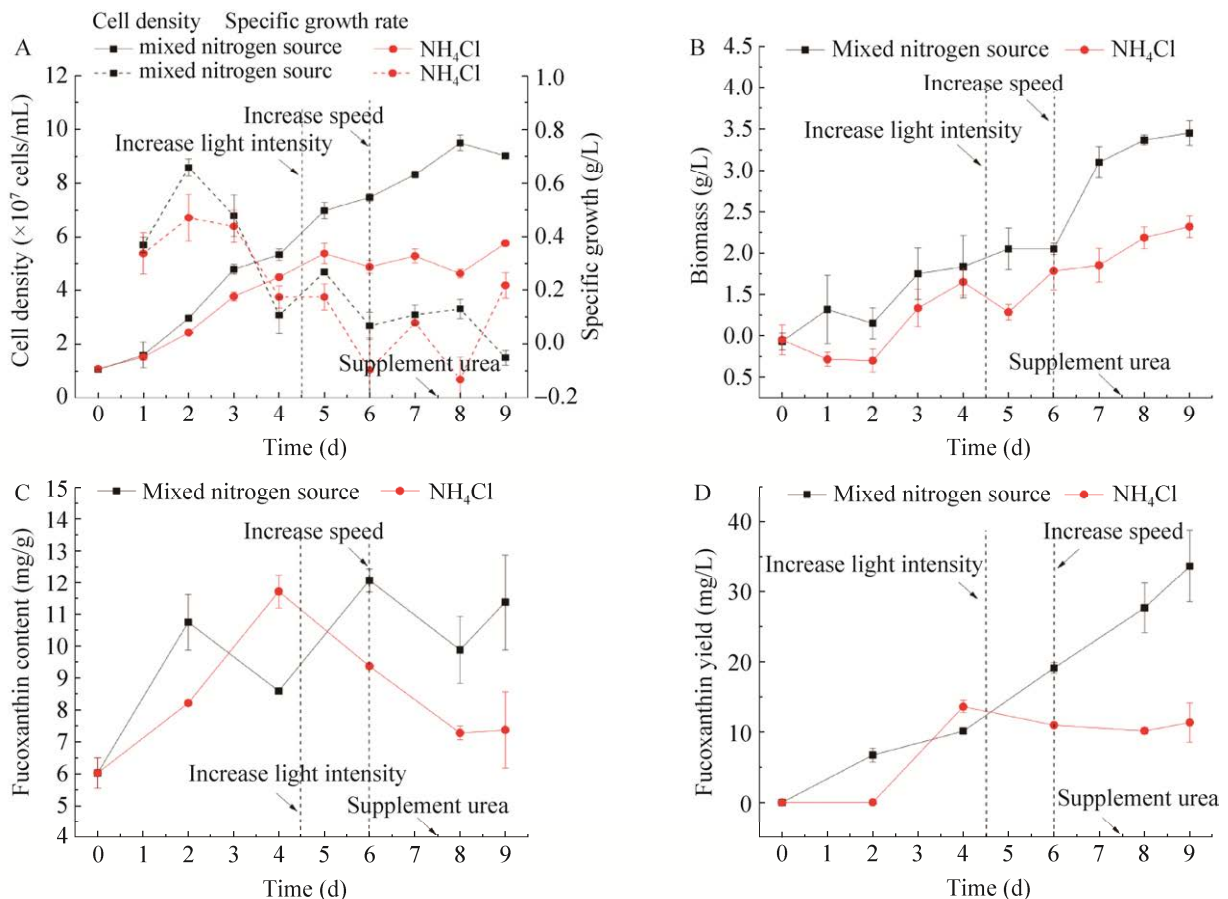 Cell density Specific growth rate
A
mixed nitrogen source NH₄Cl
mixed nitrogen sourc NH₄Cl
12
10
8
6
4
2
0
Cell density (×10⁷ cells/mL)
1.0
0.8
0.6
0.4
0.2
0.0
−0.2
Specific growth (g/L)
Increase speed
Increase light intensity
Supplement urea
0 1 2 3 4 5 6 7 8 9
Time (d)
B
Mixed nitrogen source NH₄Cl
4.5
4.0
3.5
3.0
2.5
2.0
1.5
0.0
0.5
Biomass (g/L)
Increase speed
Increase light intensity
Supplement urea
0 1 2 3 4 5 6 7 8 9
Time (d)
C
Mixed nitrogen source NH₄Cl
15
14
13
12
11
10
9
8
7
6
5
4
Fucoxanthin content (mg/g)
Increase speed
Increase light intensity
Supplement urea
0 1 2 3 4 5 6 7 8 9
Time (d)
D
Mixed nitrogen source NH₄Cl
40
30
20
10
0
Fucoxanthin yield (mg/L)
Increase speed
Increase light intensity
Supplement urea
0 1 2 3 4 5 6 7 8 9
Time (d)